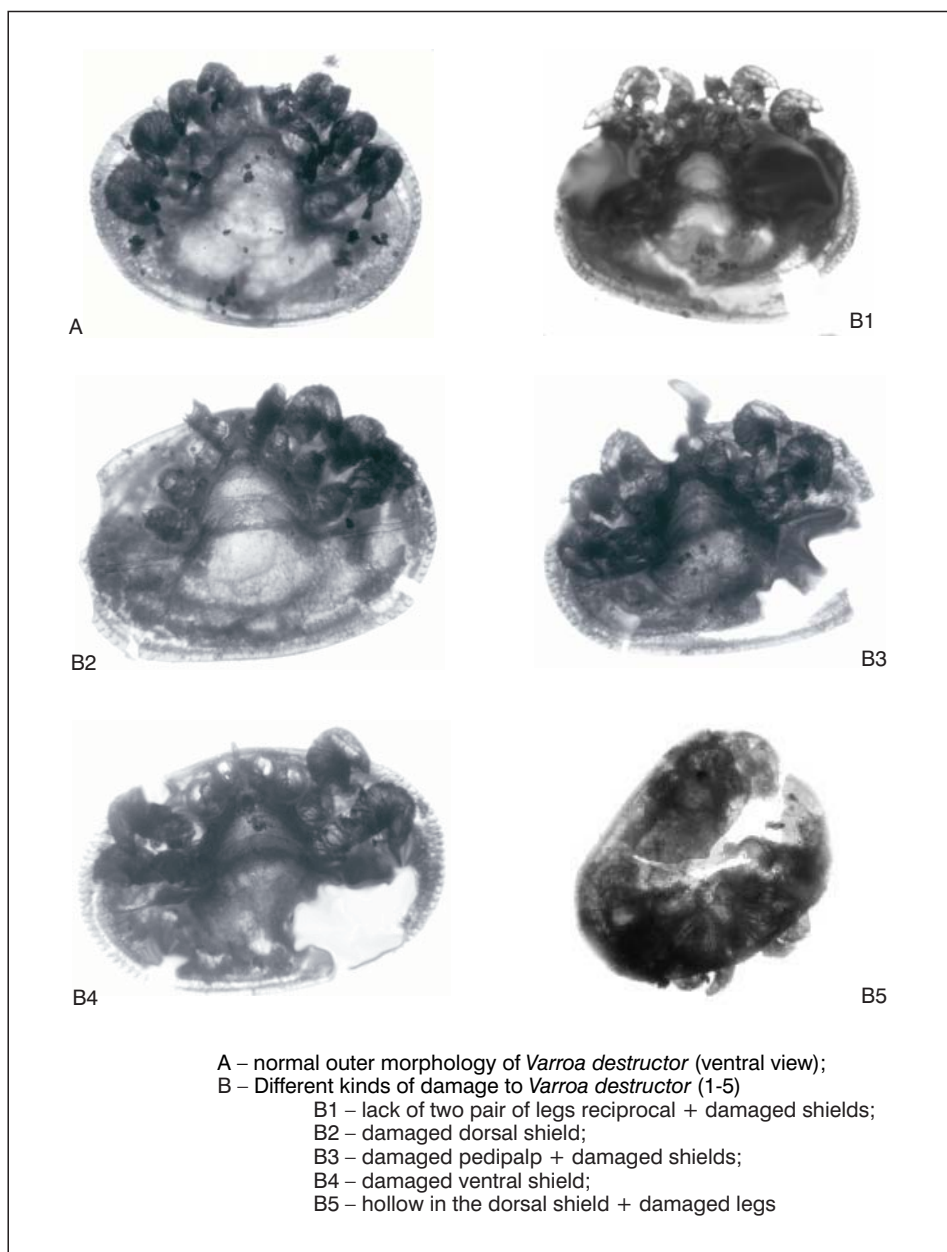 A
B1
B2
B3
B4
B5
A – normal outer morphology of Varroa destructor (ventral view);
B – Different kinds of damage to Varroa destructor (1-5)
B1 – lack of two pair of legs reciprocal + damaged shields;
B2 – damaged dorsal shield;
B3 – damaged pedipalp + damaged shields;
B4 – damaged ventral shield;
B5 – hollow in the dorsal shield + damaged legs